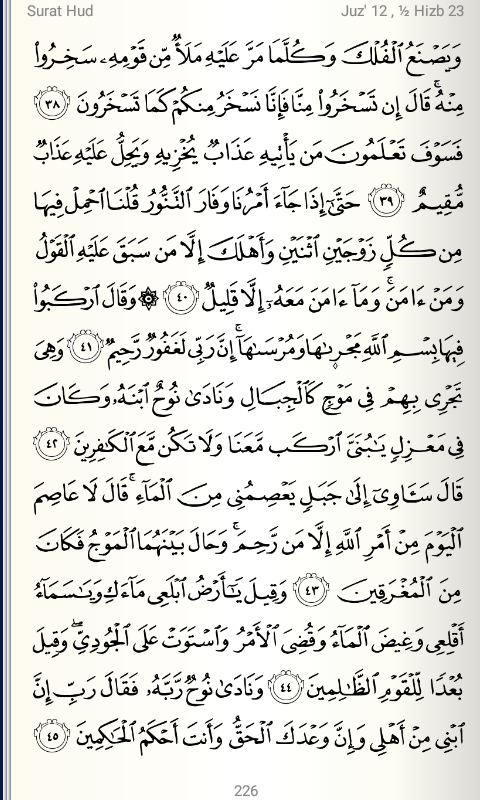 Surat Hud
Juz' 12 , ½ Hizb 23
وَيَصْنَعُ ٱلْفُلْكَ وَكُلَّمَا مَرَّ عَلَيْهِ مَلَأٌ مِّن قَوْمِهِۦ سَخِرُوا۟
مِنْهُ ۚ قَالَ إِن تَسْخَرُوا۟ مِنَّا فَإِنَّا نَسْخَرُ مِنكُمْ كَمَا تَسْخَرُونَ ٣٨
فَسَوْفَ تَعْلَمُونَ مَن يَأْتِيهِ عَذَابٌ يُخْزِيهِ وَيَحِلُّ عَلَيْهِ عَذَابٌ
مُّقِيمٌ ٣٩ حَتَّىٰٓ إِذَا جَآءَ أَمْرُنَا وَفَارَ ٱلتَّنُّورُ قُلْنَا ٱحْمِلْ فِيهَا
مِن كُلٍّ زَوْجَيْنِ ٱثْنَيْنِ وَأَهْلَكَ إِلَّا مَن سَبَقَ عَلَيْهِ ٱلْقَوْلُ
وَمَنْ ءَامَنَ ۚ وَمَآ ءَامَنَ مَعَهُۥٓ إِلَّا قَلِيلٌ ٤٠ ۞ وَقَالَ ٱرْكَبُوا۟
فِيهَا بِسْمِ ٱللَّهِ مَجْر۪ىٰهَا وَمُرْسَىٰهَآ ۚ إِنَّ رَبِّى لَغَفُورٌ رَّحِيمٌ ٤١ وَهِىَ
تَجْرِى بِهِمْ فِى مَوْجٍ كَٱلْجِبَالِ وَنَادَىٰ نُوحٌ ٱبْنَهُۥ وَكَانَ
فِى مَعْزِلٍ يَـٰبُنَىَّ ٱرْكَب مَّعَنَا وَلَا تَكُن مَّعَ ٱلْكَـٰفِرِينَ ٤٢
قَالَ سَـَٔاوِىٓ إِلَىٰ جَبَلٍ يَعْصِمُنِى مِنَ ٱلْمَآءِ ۚ قَالَ لَا عَاصِمَ
ٱلْيَوْمَ مِنْ أَمْرِ ٱللَّهِ إِلَّا مَن رَّحِمَ ۚ وَحَالَ بَيْنَهُمَا ٱلْمَوْجُ فَكَانَ
مِنَ ٱلْمُغْرَقِينَ ٤٣ وَقِيلَ يَـٰٓأَرْضُ ٱبْلَعِى مَآءَكِ وَيَـٰسَمَآءُ
أَقْلِعِى وَغِيضَ ٱلْمَآءُ وَقُضِىَ ٱلْأَمْرُ وَٱسْتَوَتْ عَلَى ٱلْجُودِىِّ ۖ وَقِيلَ
بُعْدًا لِّلْقَوْمِ ٱلظَّـٰلِمِينَ ٤٤ وَنَادَىٰ نُوحٌ رَّبَّهُۥ فَقَالَ رَبِّ إِنَّ
ٱبْنِى مِنْ أَهْلِى وَإِنَّ وَعْدَكَ ٱلْحَقُّ وَأَنتَ أَحْكَمُ ٱلْحَـٰكِمِينَ ٤٥
226